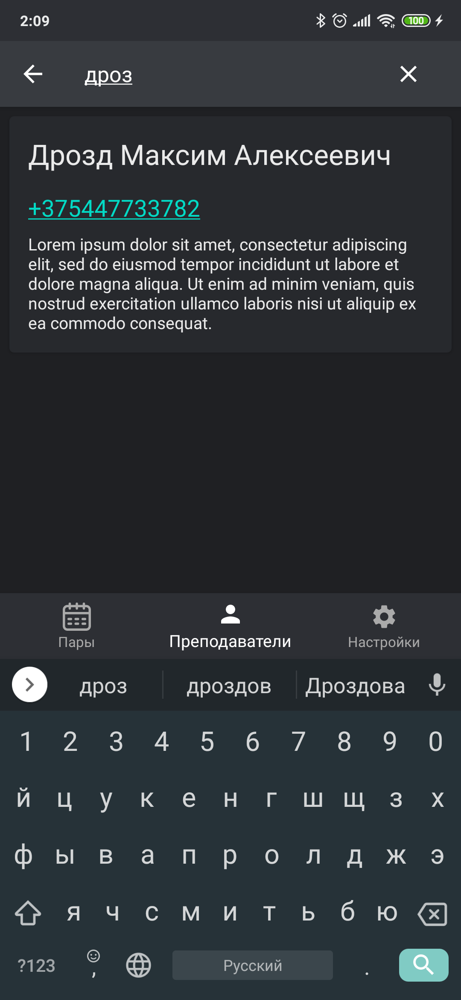 2:09
100
дроз
Дрозд Максим Алексеевич
+375447733782
Lorem ipsum dolor sit amet, consectetur adipiscing
elit, sed do eiusmod tempor incididunt ut labore et
dolore magna aliqua. Ut enim ad minim veniam, quis
nostrud exercitation ullamco laboris nisi ut aliquip ex
ea commodo consequat.
Пары Преподаватели Настройки
дроз дроздов Дроздова
1 2 3 4 5 6 7 8 9 0
й ц у к е н г ш щ з х
ф ы в а п р о л д ж э
я ч с м и т ь б ю
?123 , Русский .